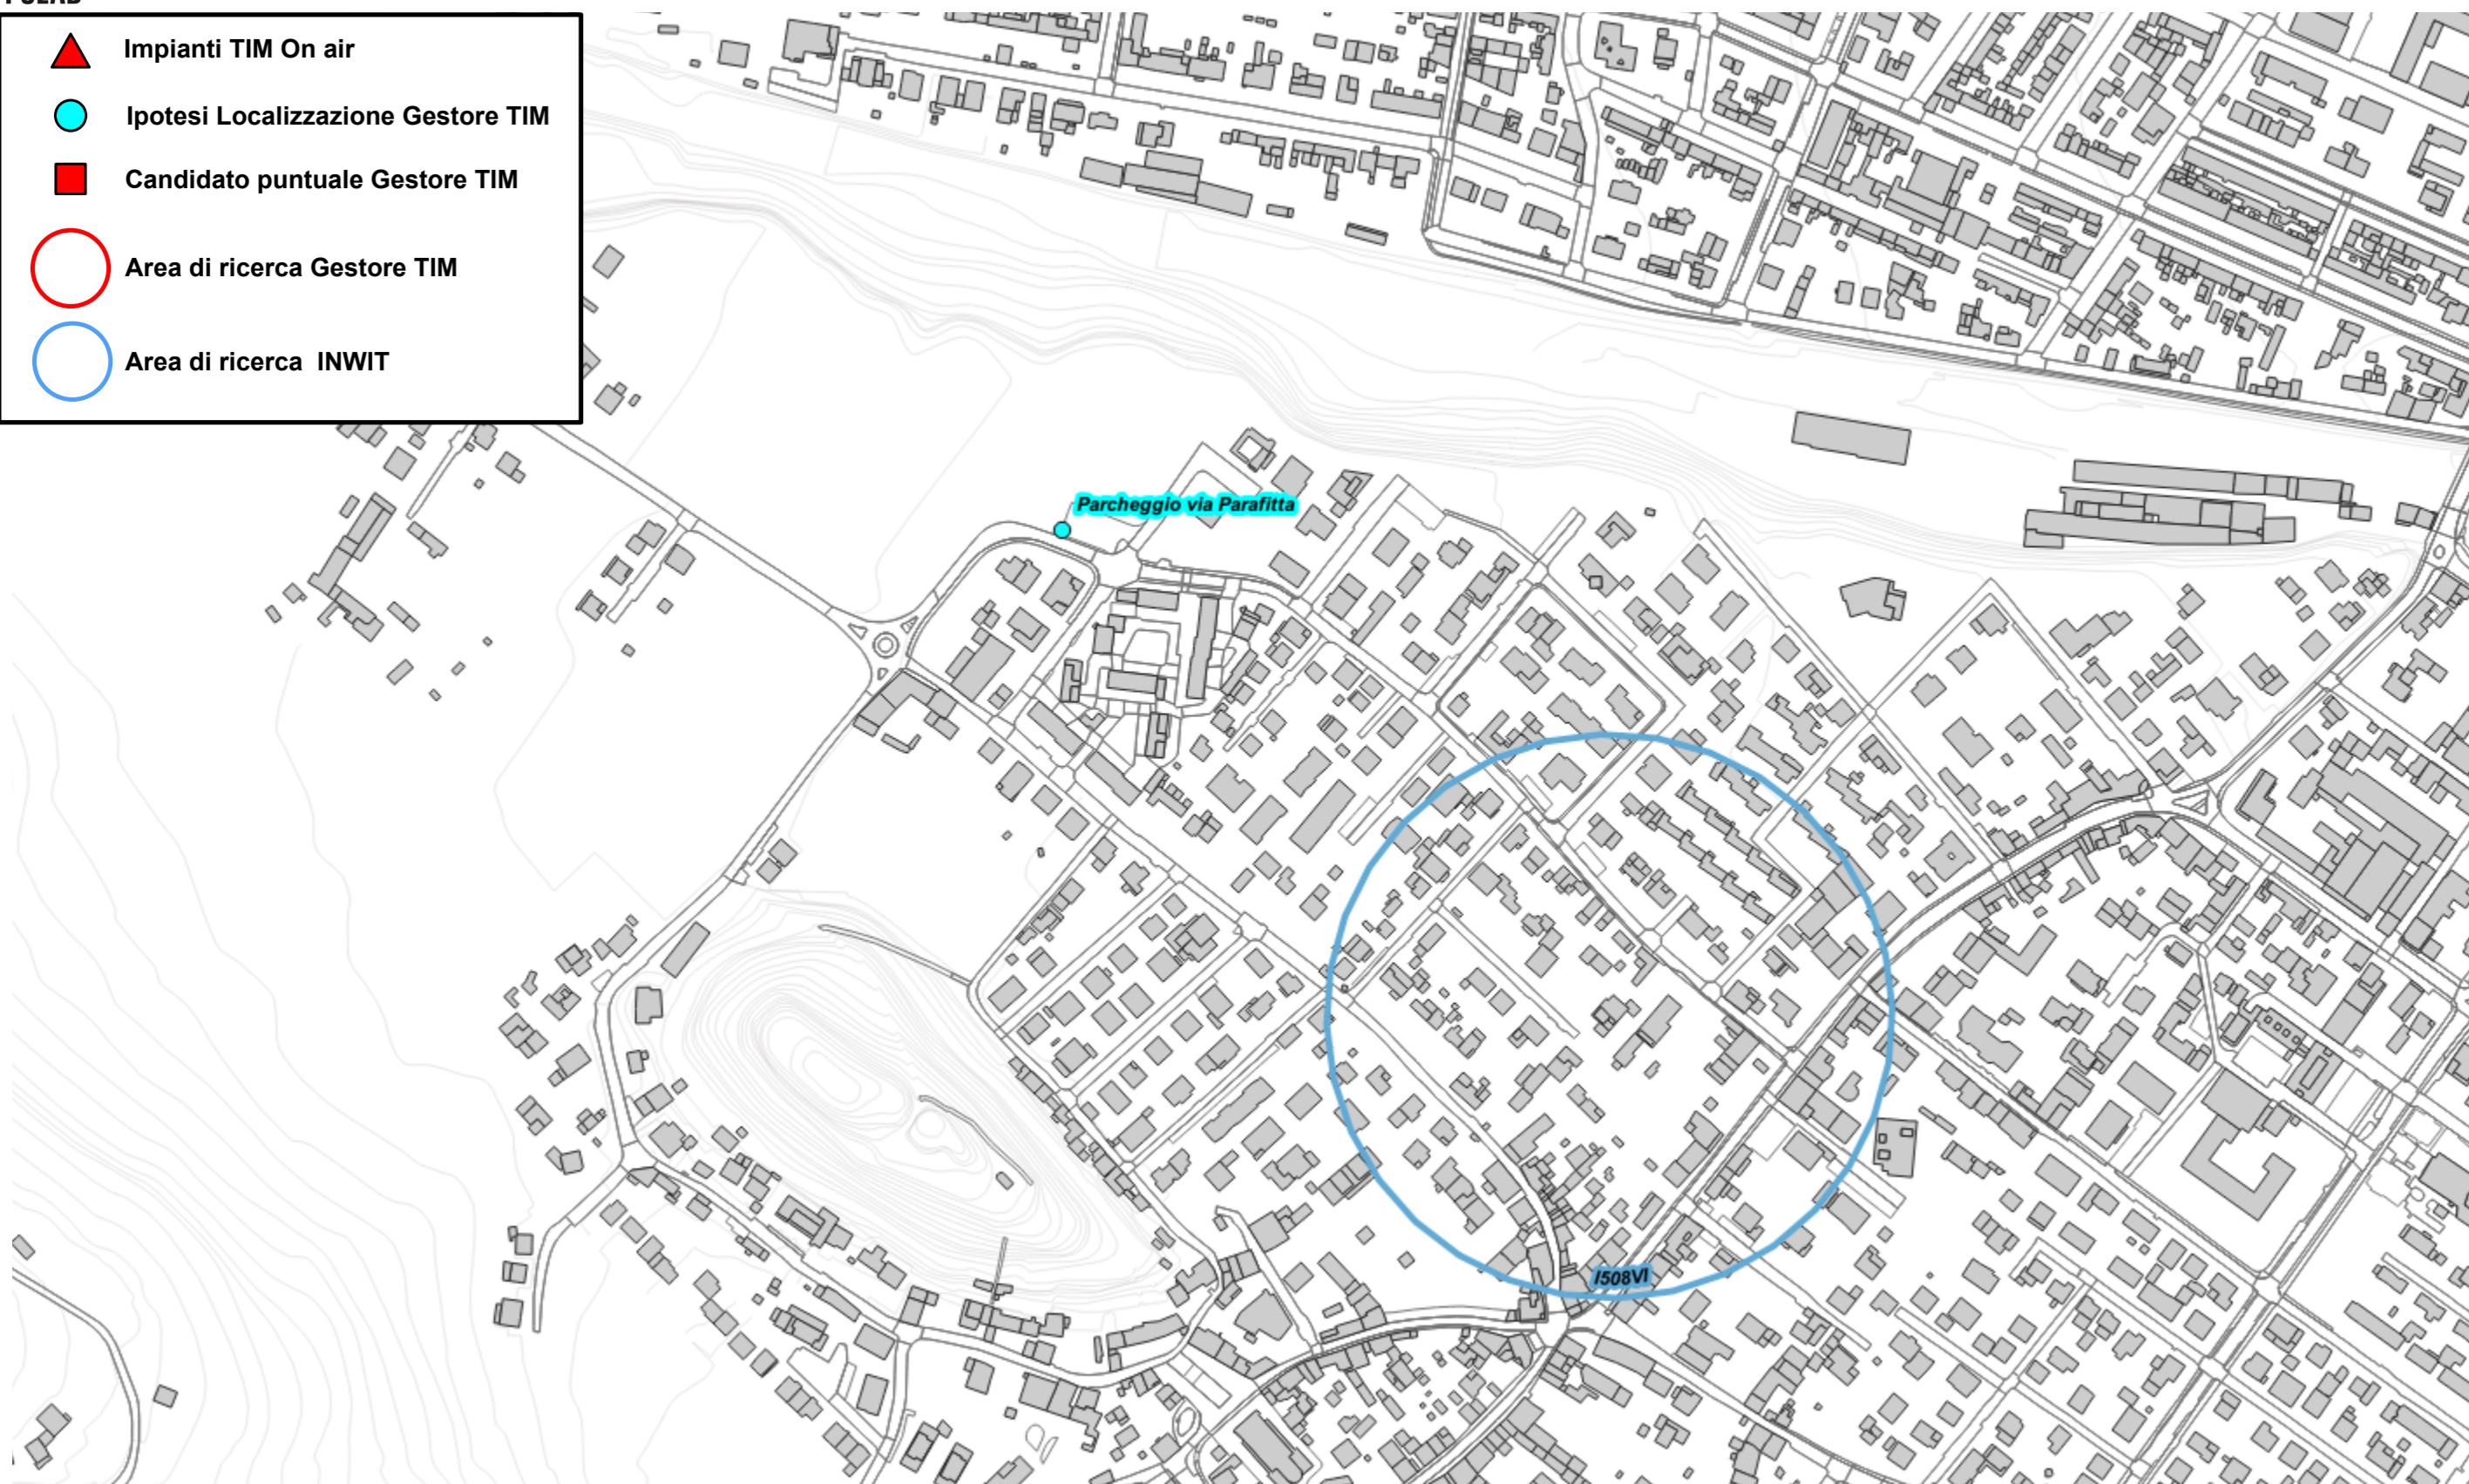 Impianti TIM On air
Ipotesi Localizzazione Gestore TIM
Candidato puntuale Gestore TIM
Area di ricerca Gestore TIM
Area di ricerca INWIT
Parcheggio via Parafitta
I508VI